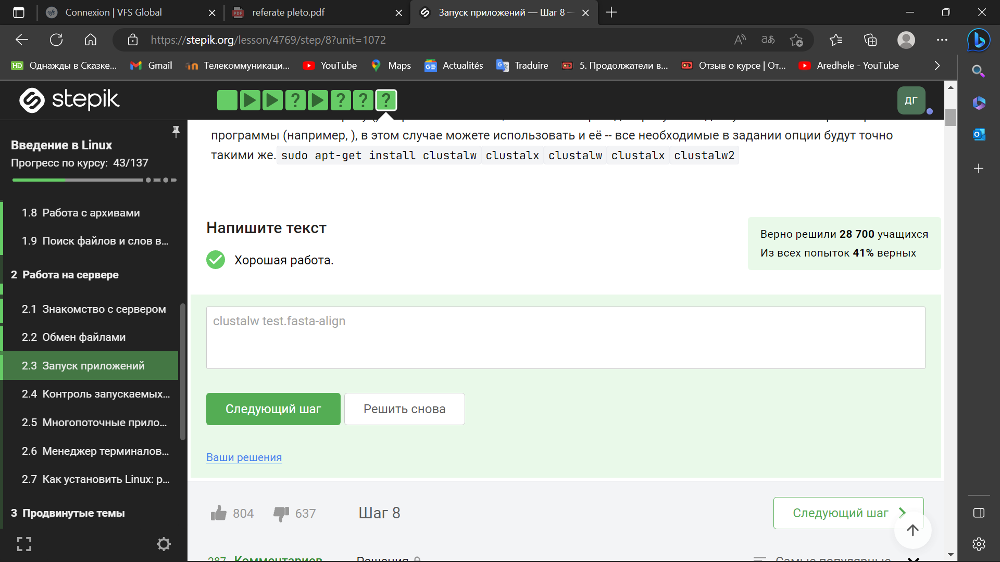 Connexion | VFS Global
referate pleto.pdf
Запуск приложений — Шаг 8 —
https://stepik.org/lesson/4769/step/8?unit=1072
Однажды в Сказке...
Gmail
Телекоммуникаци...
YouTube
Maps
Actualités
Traduire
5. Продолжатели в...
Отзыв о курсе | От...
Aredhele - YouTube
stepik
ДГ
Введение в Linux
Прогресс по курсу: 43/137
1.8 Работа с архивами
1.9 Поиск файлов и слов в...
2 Работа на сервере
2.1 Знакомство с сервером
2.2 Обмен файлами
2.3 Запуск приложений
2.4 Контроль запускаемых...
2.5 Многопоточные прило...
2.6 Менеджер терминалов...
2.7 Как установить Linux: р...
3 Продвинутые темы
программы (например, ), в этом случае можете использовать и её -- все необходимые в задании опции будут точно
такими же. sudo apt-get install clustalw clustalx clustalw clustalx clustalw2
Напишите текст
Хорошая работа.
Верно решили 28 700 учащихся
Из всех попыток 41% верных
clustalw test.fasta-align
Следующий шаг
Решить снова
Ваши решения
804
637
Шаг 8
Следующий шаг
287 Комментариев
Решения
Самые популярные